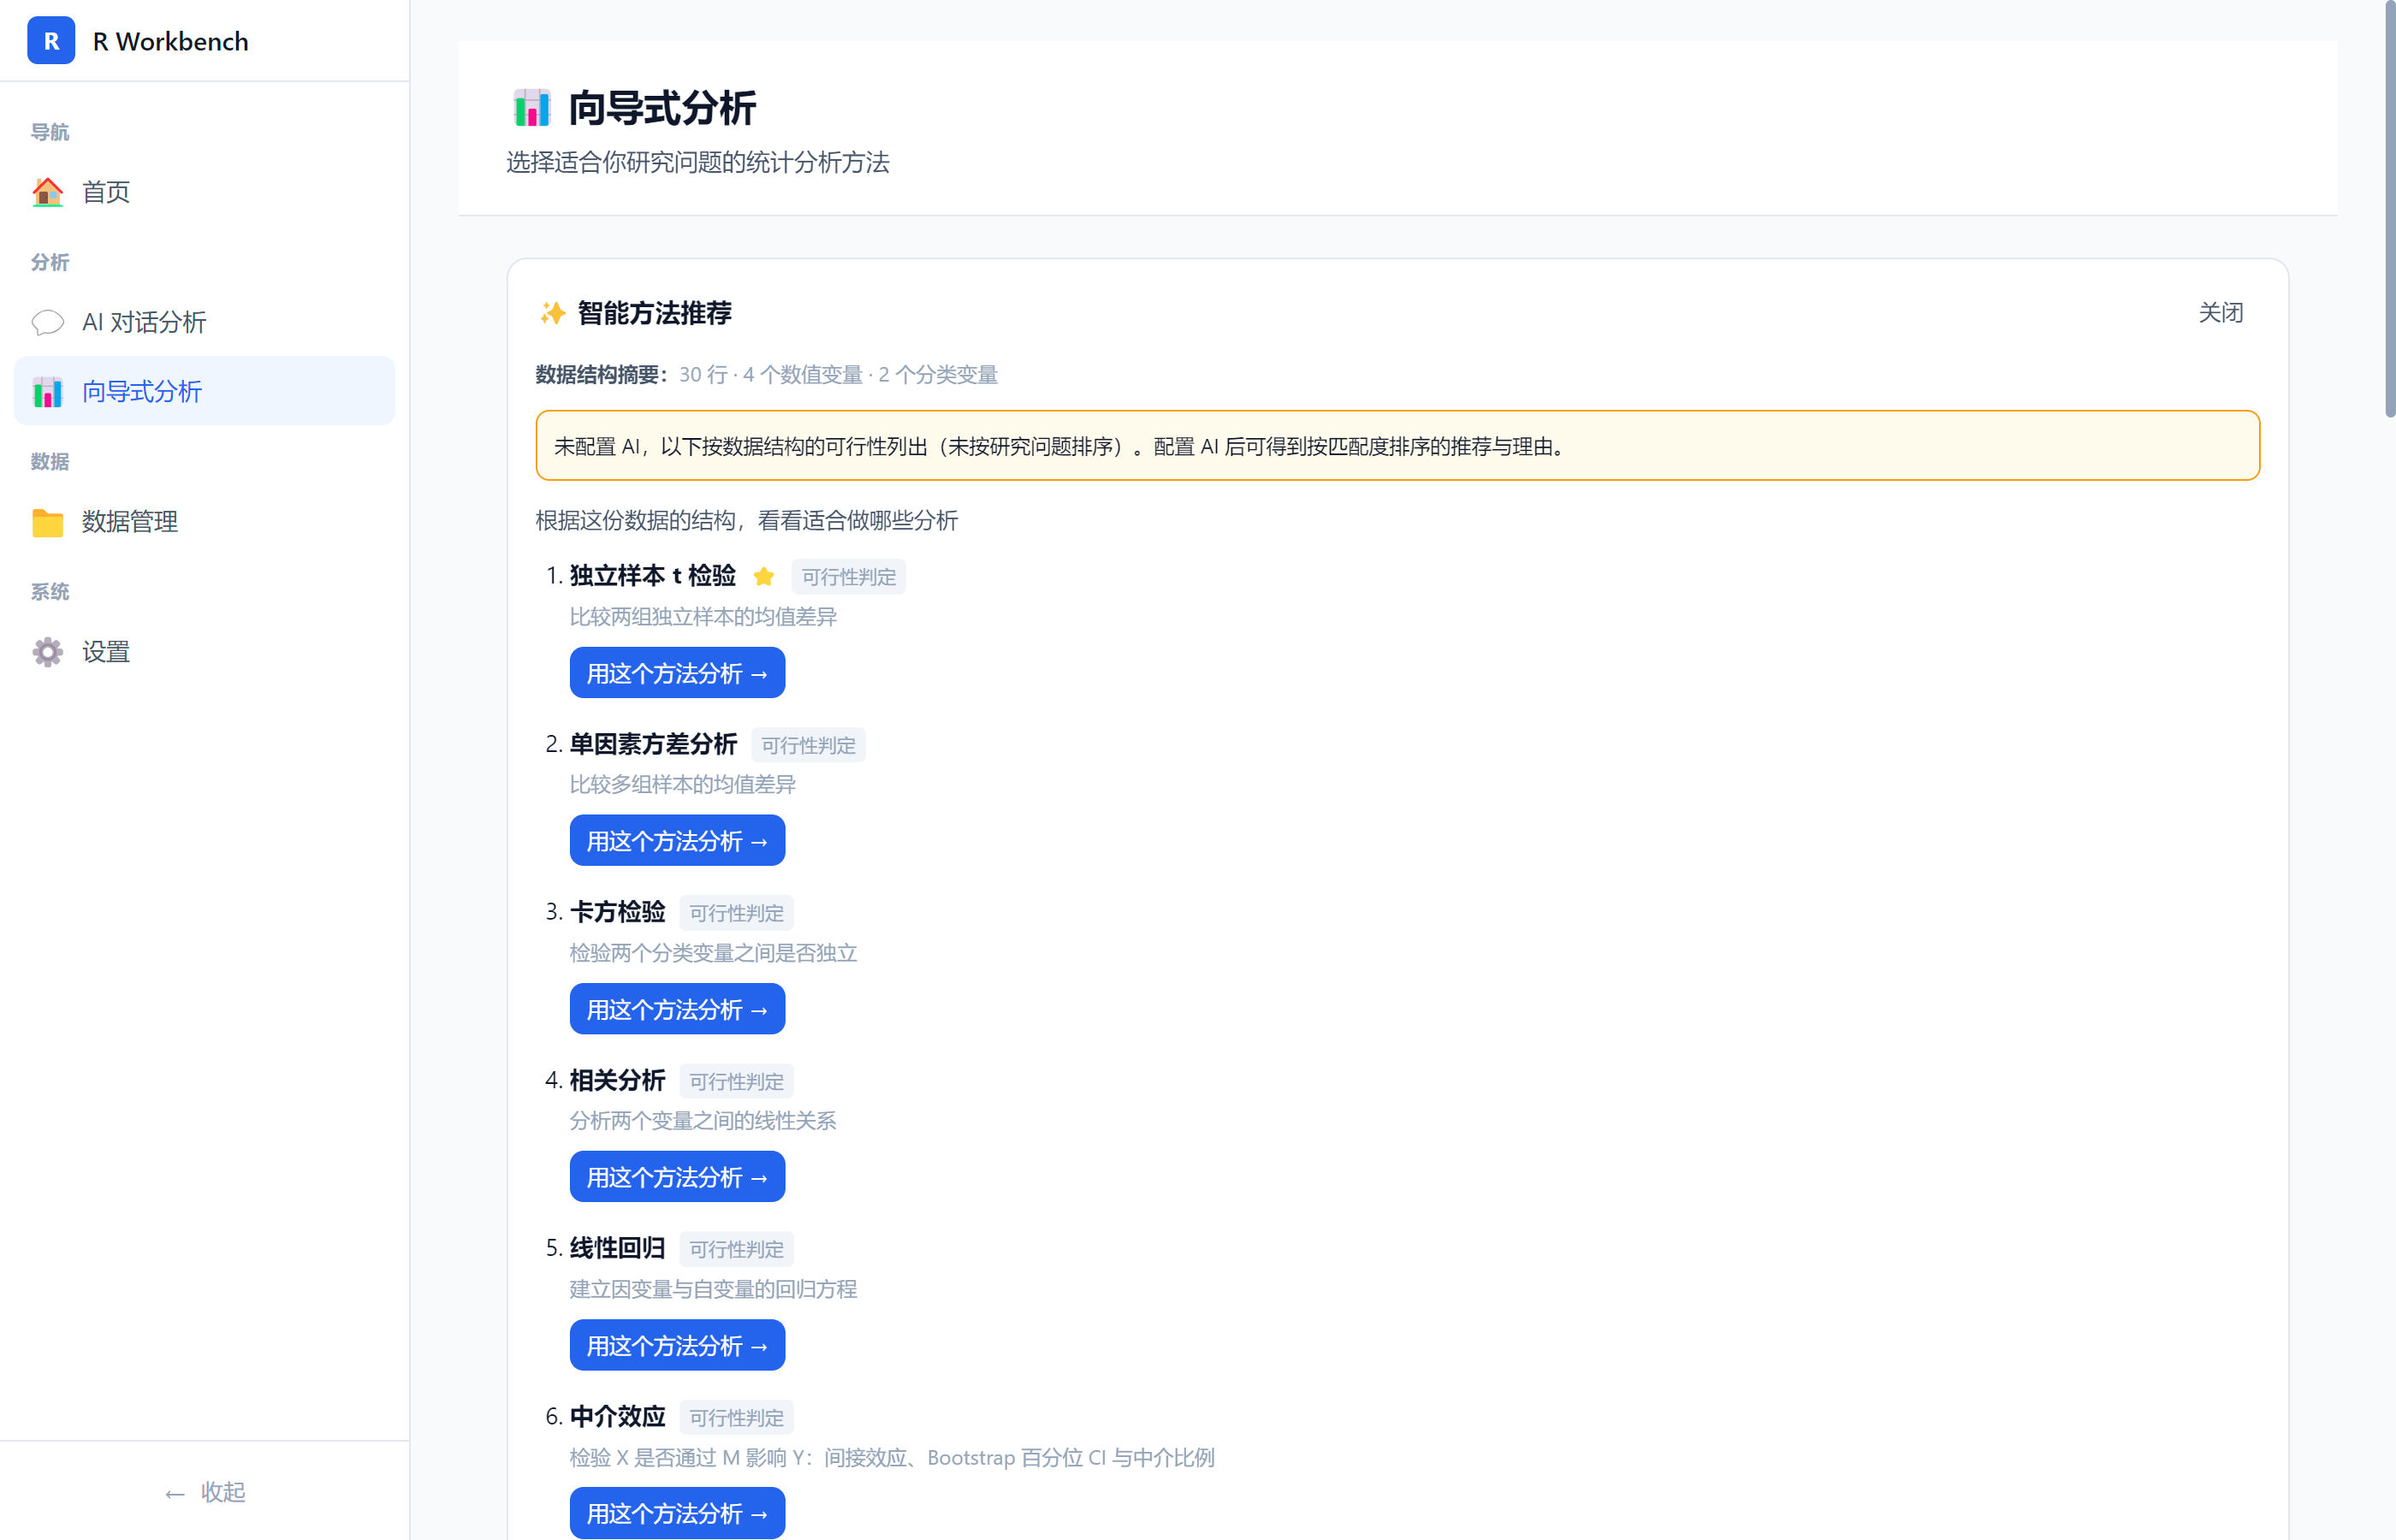 R R Workbench
导航
首页
分析
AI 对话分析
向导式分析
数据
数据管理
系统
设置
← 收起
向导式分析
选择适合你研究问题的统计分析方法
智能方法推荐
关闭
数据结构摘要：30 行 · 4 个数值变量 · 2 个分类变量
未配置 AI，以下按数据结构的可行性列出（未按研究问题排序）。配置 AI 后可得到按匹配度排序的推荐与理由。
根据这份数据的结构，看看适合做哪些分析
1. 独立样本 t 检验 ⭐ 可行性判定
比较两组独立样本的均值差异
用这个方法分析 →
2. 单因素方差分析 可行性判定
比较多组样本的均值差异
用这个方法分析 →
3. 卡方检验 可行性判定
检验两个分类变量之间是否独立
用这个方法分析 →
4. 相关分析 可行性判定
分析两个变量之间的线性关系
用这个方法分析 →
5. 线性回归 可行性判定
建立因变量与自变量的回归方程
用这个方法分析 →
6. 中介效应 可行性判定
检验 X 是否通过 M 影响 Y：间接效应、Bootstrap 百分位 CI 与中介比例
用这个方法分析 →